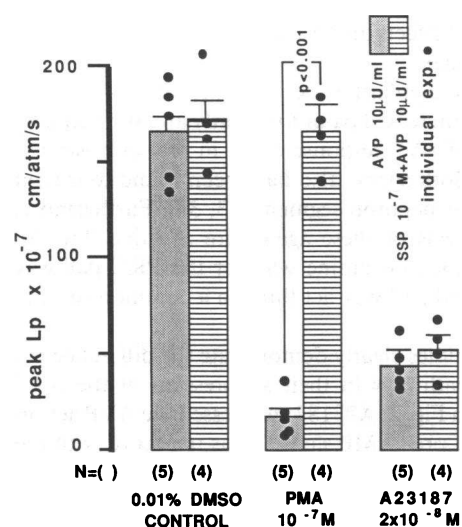 p<0.001
AVP 10µU/ml
SSP 10⁻⁷ M+AVP 10µU/ml
individual exp.
peak Lp x 10⁻⁷ cm/atm/s
200
100
0
N=( ) (5) (4) (5) (4) (5) (4)
0.01% DMSO PMA A23187
CONTROL 10⁻⁷M 2x10⁻⁸M